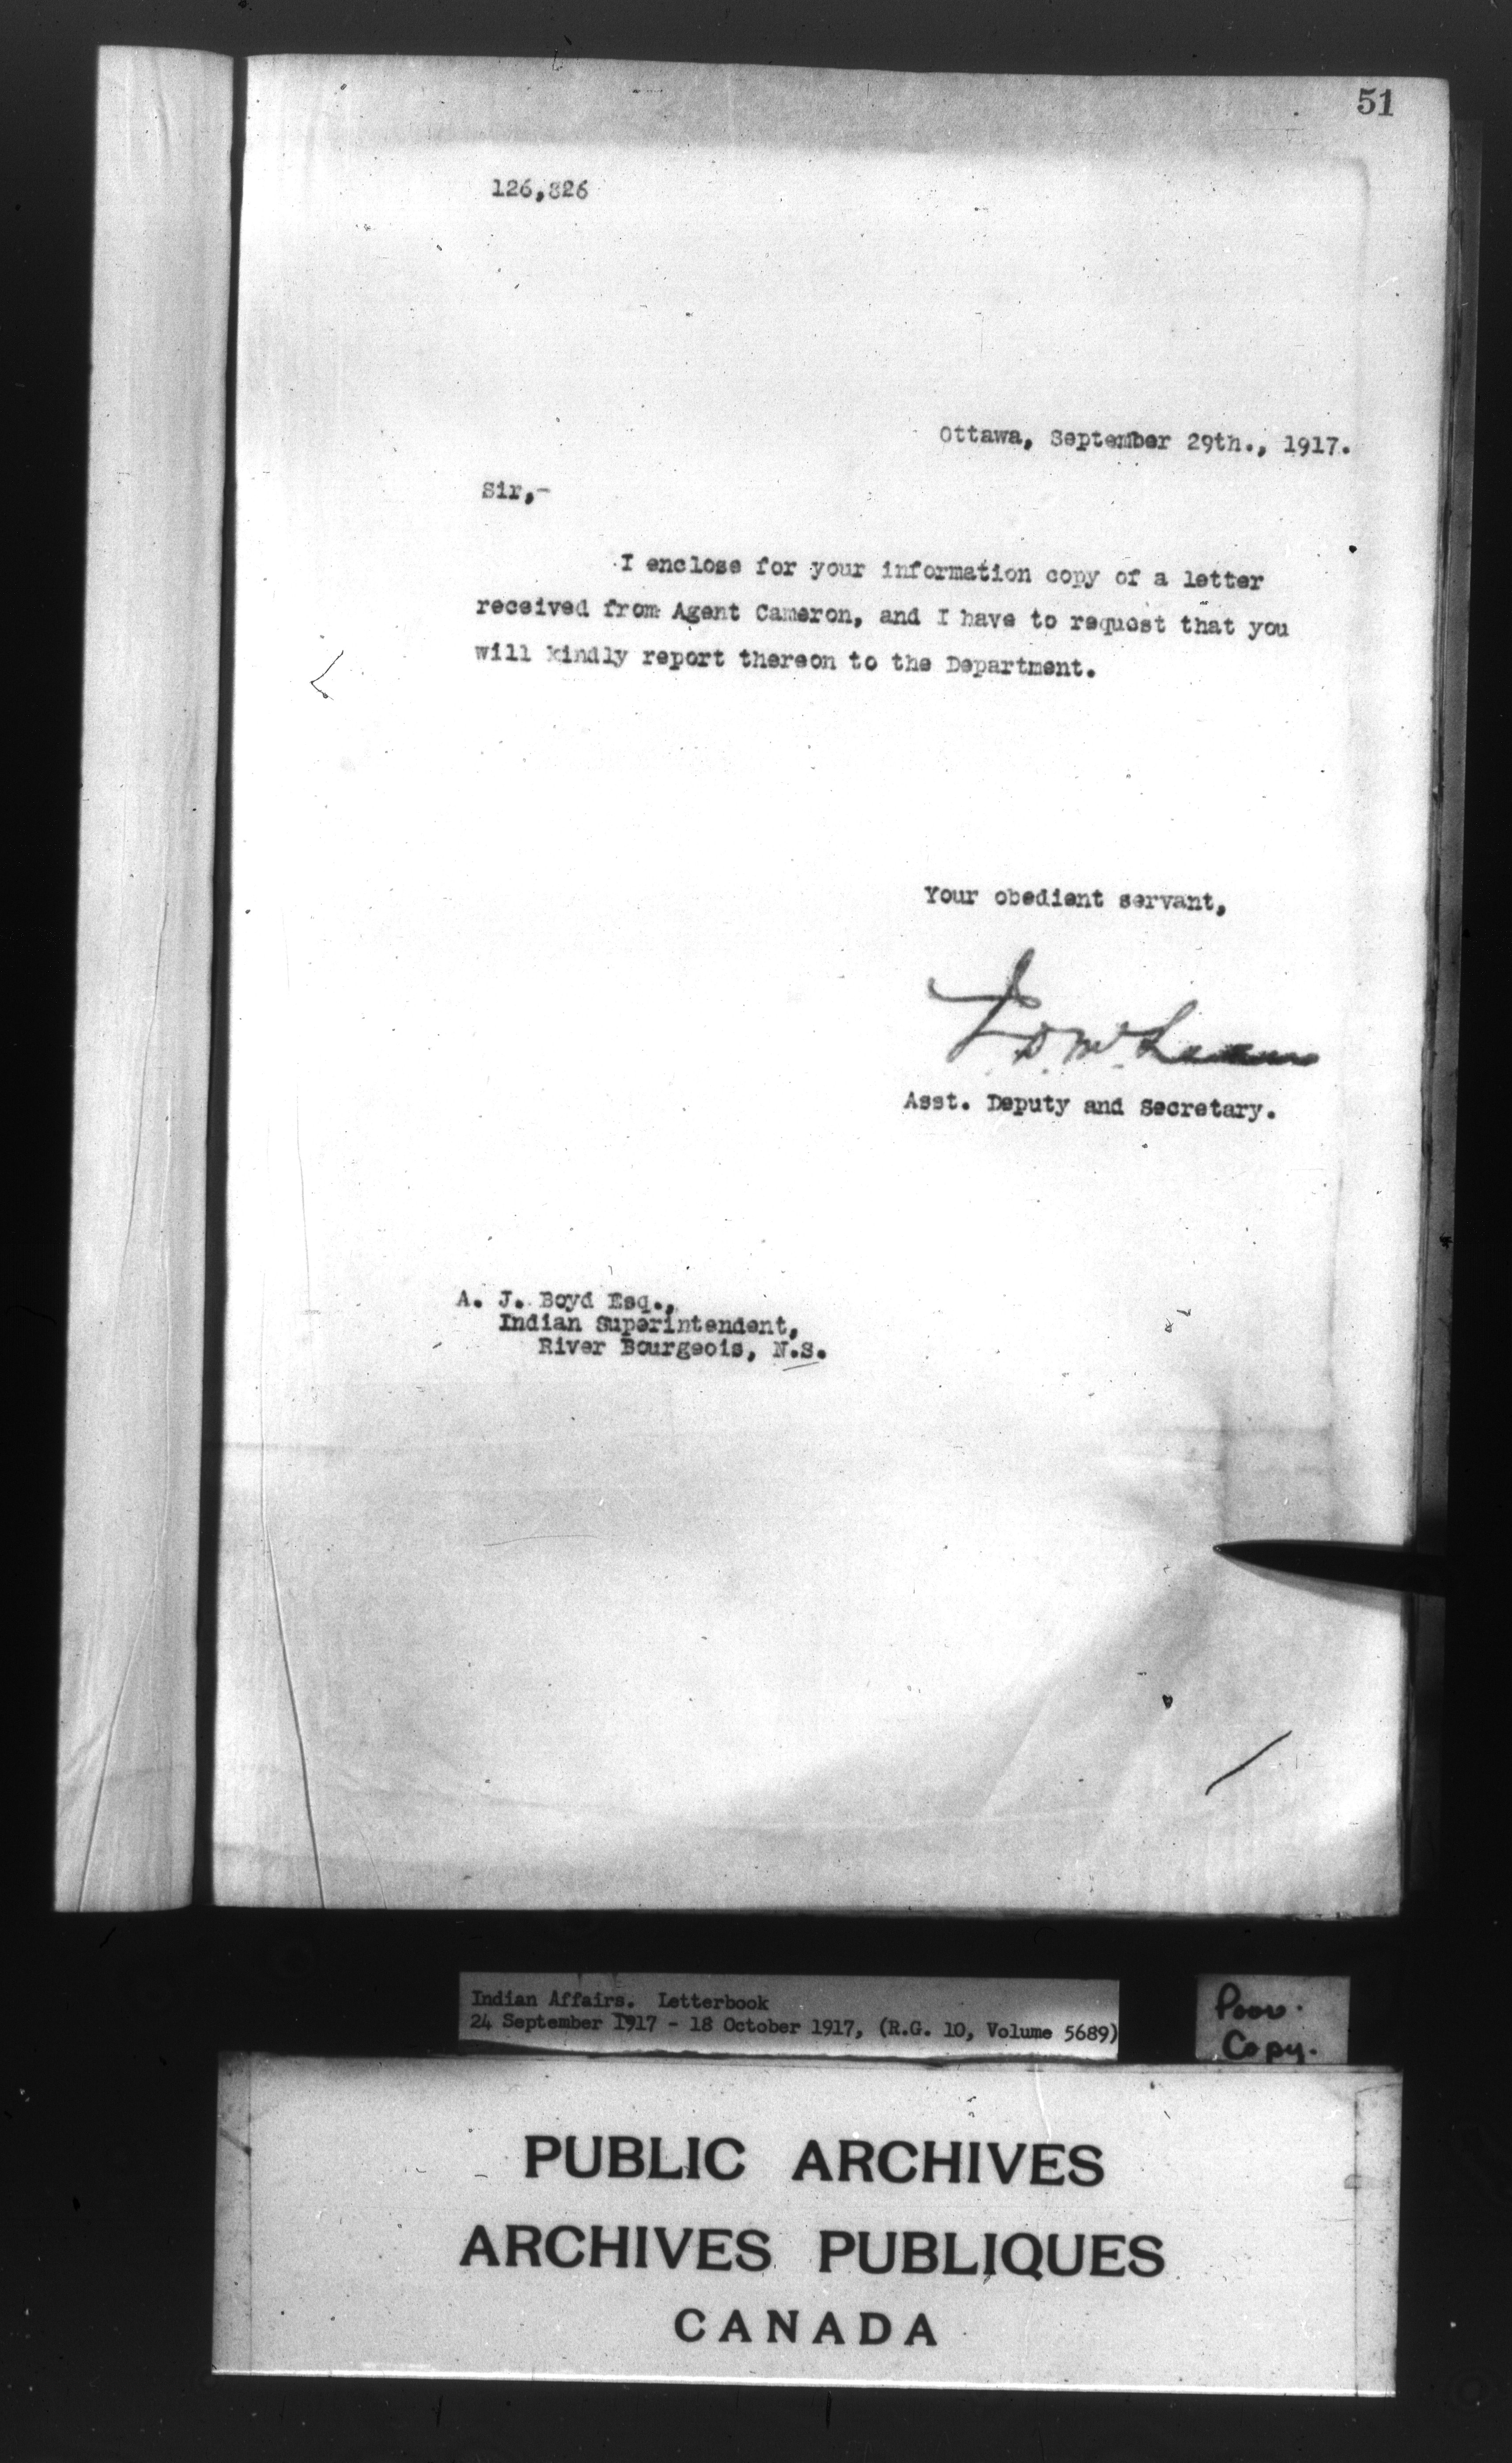 51
126,826
Ottawa, September 29th., 1917.
Sir,-
I enclose for your information copy of a letter
received from Agent Cameron, and I have to request that you
will kindly report thereon to the Department.
Your obedient servant,
J. D. McLean
Asst. Deputy and Secretary.
A. J. Boyd Esq.,
Indian Superintendent,
River Bourgeois, N.S.
Indian Affairs. Letterbook
24 September 1917 - 18 October 1917, (R.G. 10, Volume 5689)
Poor
Copy.
PUBLIC ARCHIVES
ARCHIVES PUBLIQUES
CANADA